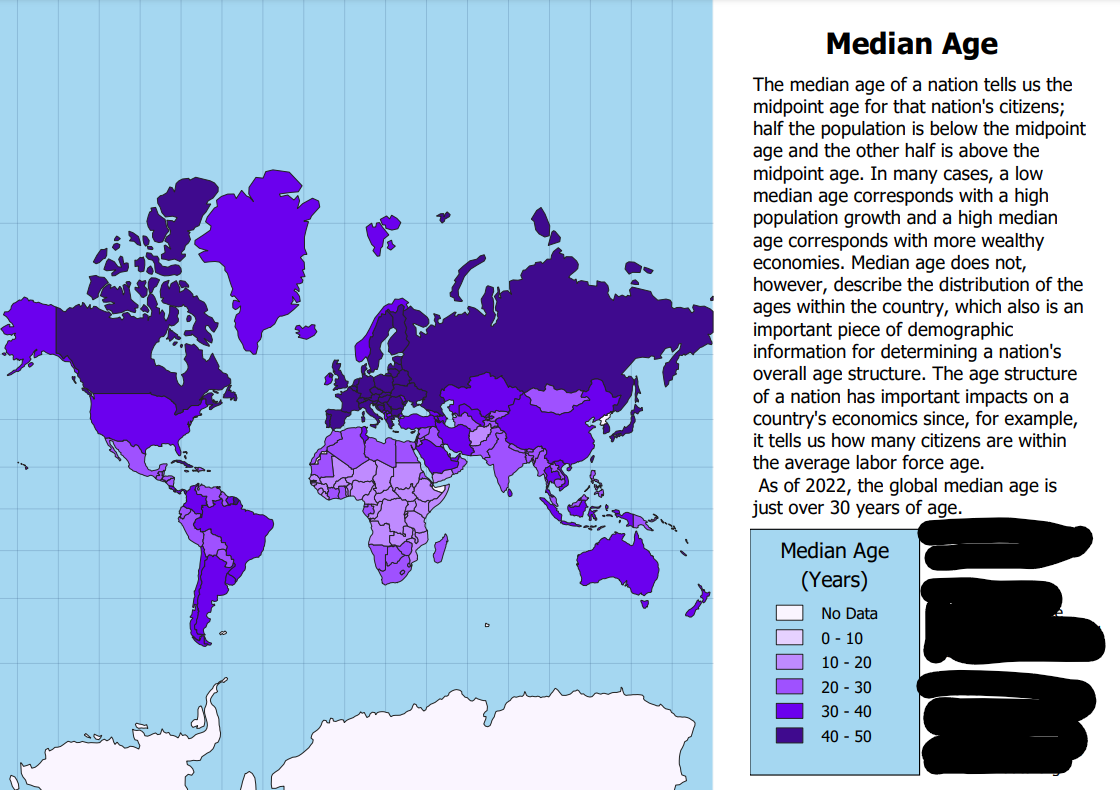 Median Age
The median age of a nation tells us the
midpoint age for that nation's citizens;
half the population is below the midpoint
age and the other half is above the
midpoint age. In many cases, a low
median age corresponds with a high
population growth and a high median
age corresponds with more wealthy
economies. Median age does not,
however, describe the distribution of the
ages within the country, which also is an
important piece of demographic
information for determining a nation's
overall age structure. The age structure
of a nation has important impacts on a
country's economics since, for example,
it tells us how many citizens are within
the average labor force age.
As of 2022, the global median age is
just over 30 years of age.
Median Age
(Years)
No Data
0 - 10
10 - 20
20 - 30
30 - 40
40 - 50